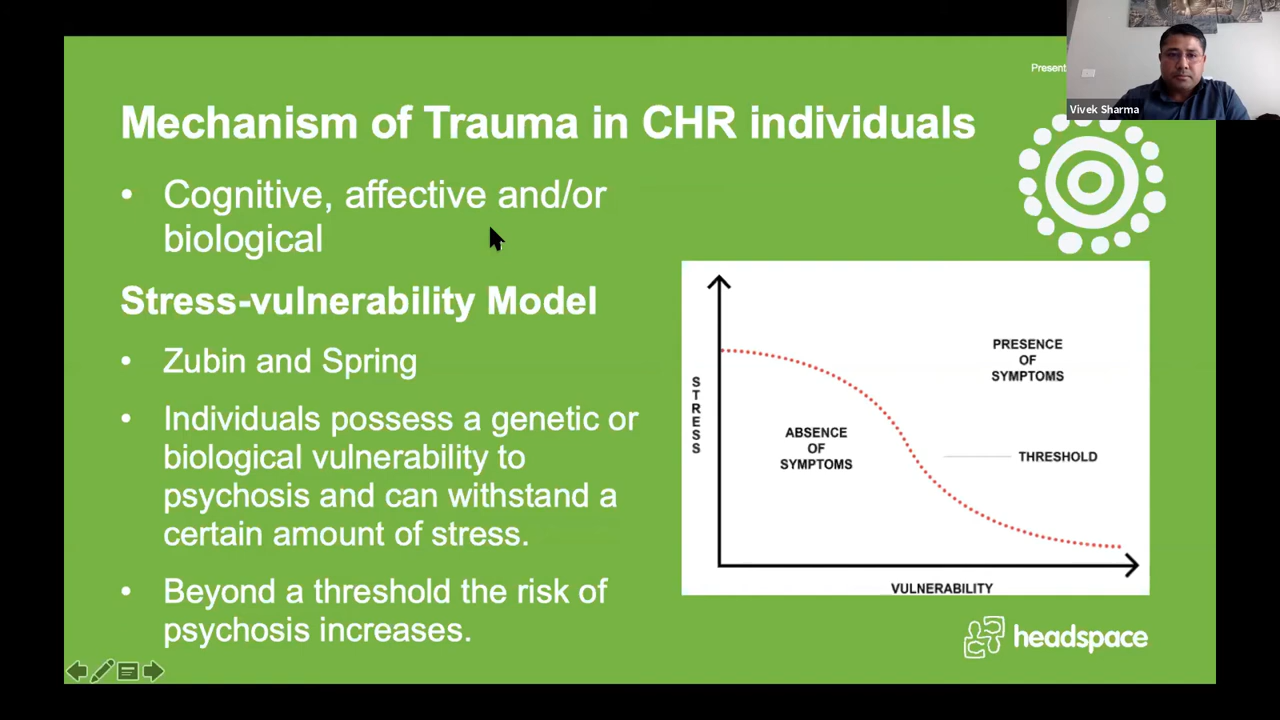 Present
Vivek Sharma
Mechanism of Trauma in CHR individuals
• Cognitive, affective and/or
biological
Stress-vulnerability Model
• Zubin and Spring
• Individuals possess a genetic or
biological vulnerability to
psychosis and can withstand a
certain amount of stress.
• Beyond a threshold the risk of
psychosis increases.
STRESS
PRESENCE
OF
SYMPTOMS
ABSENCE
OF
SYMPTOMS
THRESHOLD
VULNERABILITY
headspace